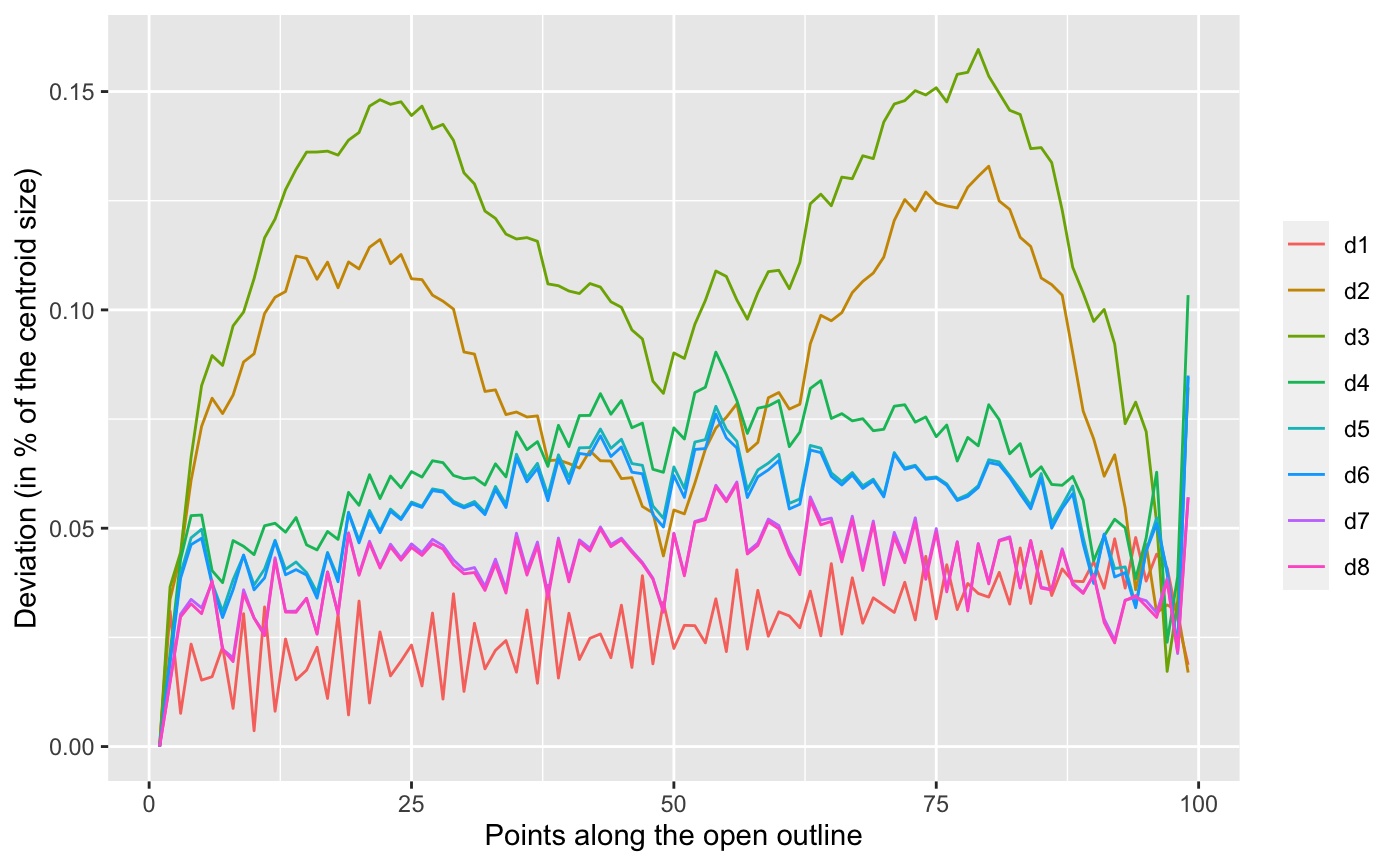 Deviation (in % of the centroid size)
0.15
0.10
0.05
0.00
0 25 50 75 100
Points along the open outline
d1
d2
d3
d4
d5
d6
d7
d8